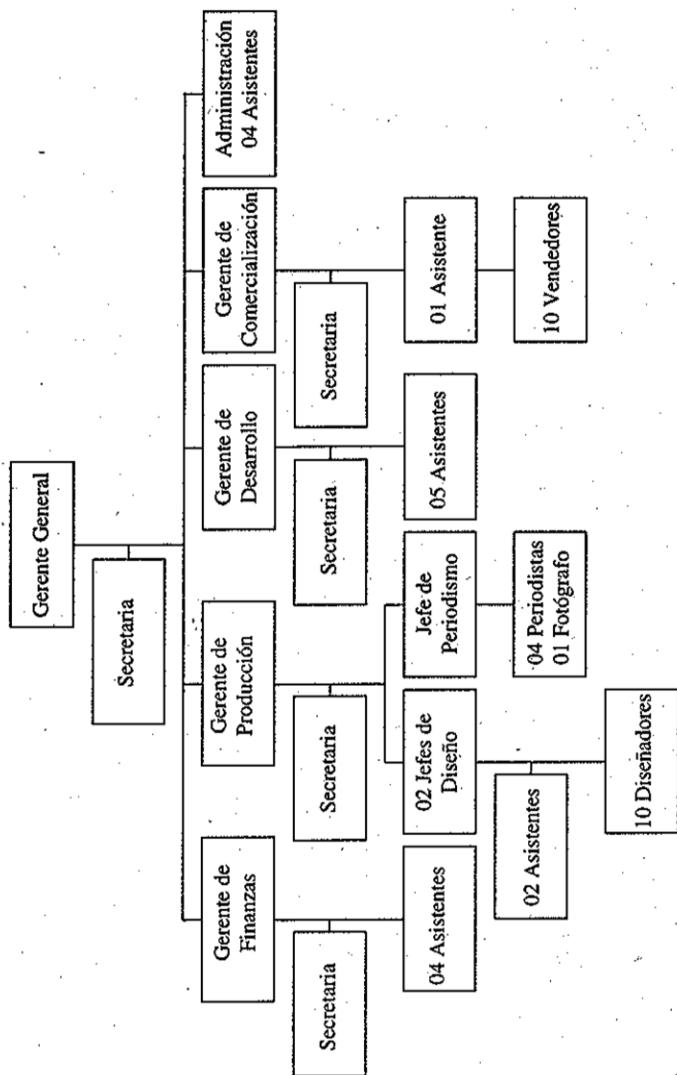 Gerente General
Secretaria
Gerente de
Finanzas
Gerente de
Producción
Gerente de
Desarrollo
Gerente de
Comercialización
Administración
04 Asistentes
Secretaria
Secretaria
Secretaria
Secretaria
04 Asistentes
02 Jefes de
Diseño
Jefe de
Periodismo
05 Asistentes
01 Asistente
02 Asistentes
04 Periodistas
01 Fotógrafo
10 Vendedores
10 Diseñadores